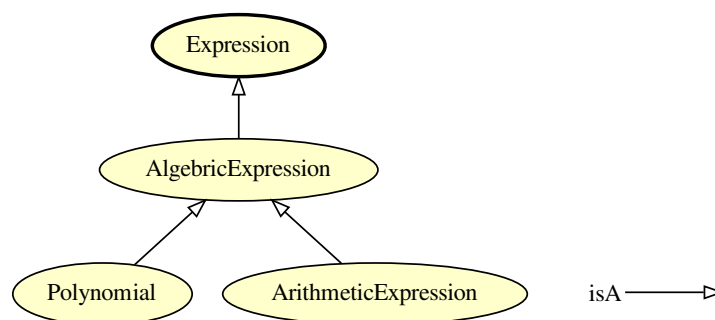 Expression
AlgebricExpression
Polynomial
ArithmeticExpression
isA